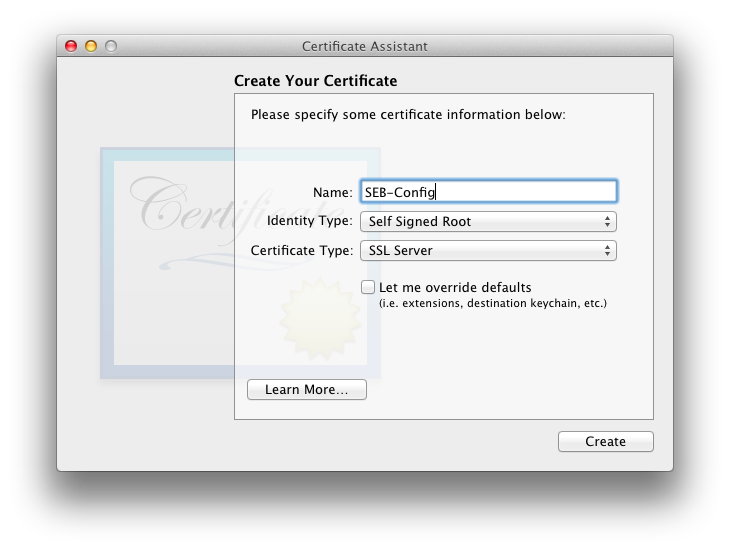 Certificate Assistant
Create Your Certificate
Please specify some certificate information below:
Certificate
Name: SEB-Config
Identity Type: Self Signed Root
Certificate Type: SSL Server
Let me override defaults
(i.e. extensions, destination keychain, etc.)
Learn More...
Create